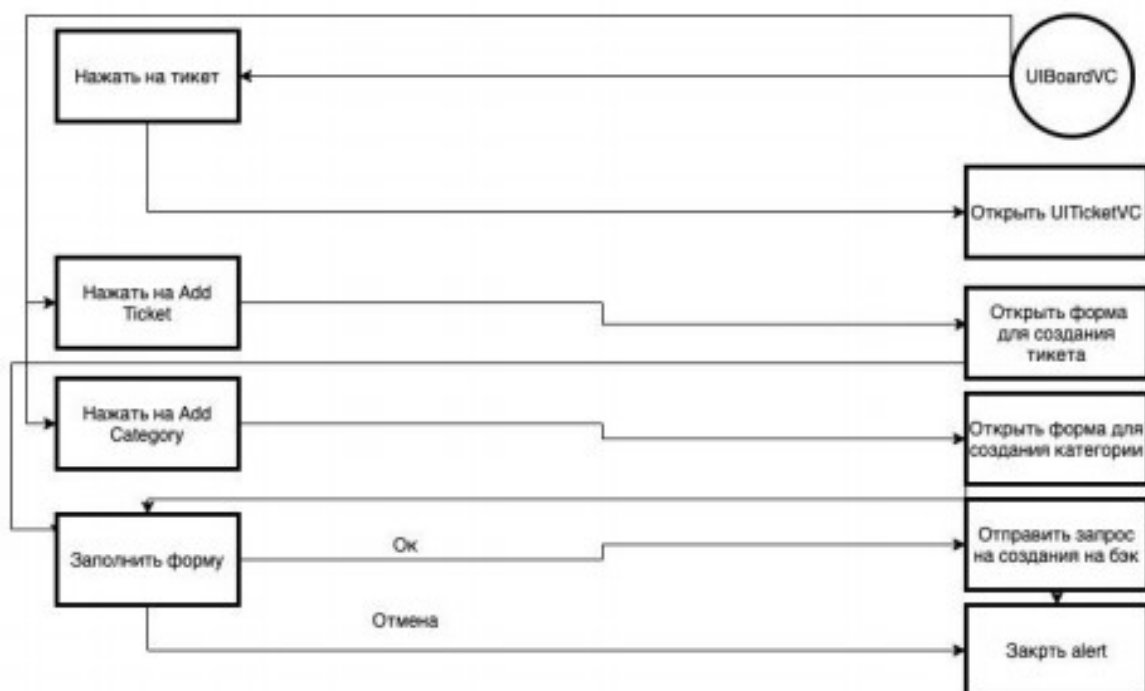 Нажать на тикет
UIBoardVC
Открыть UITicketVC
Нажать на Add
Ticket
Открыть форма
для создания
тикета
Нажать на Add
Category
Открыть форма для
создания категории
Заполнить форму
Ок
Отправить запрос
на создания на бэк
Отмена
Закрть alert